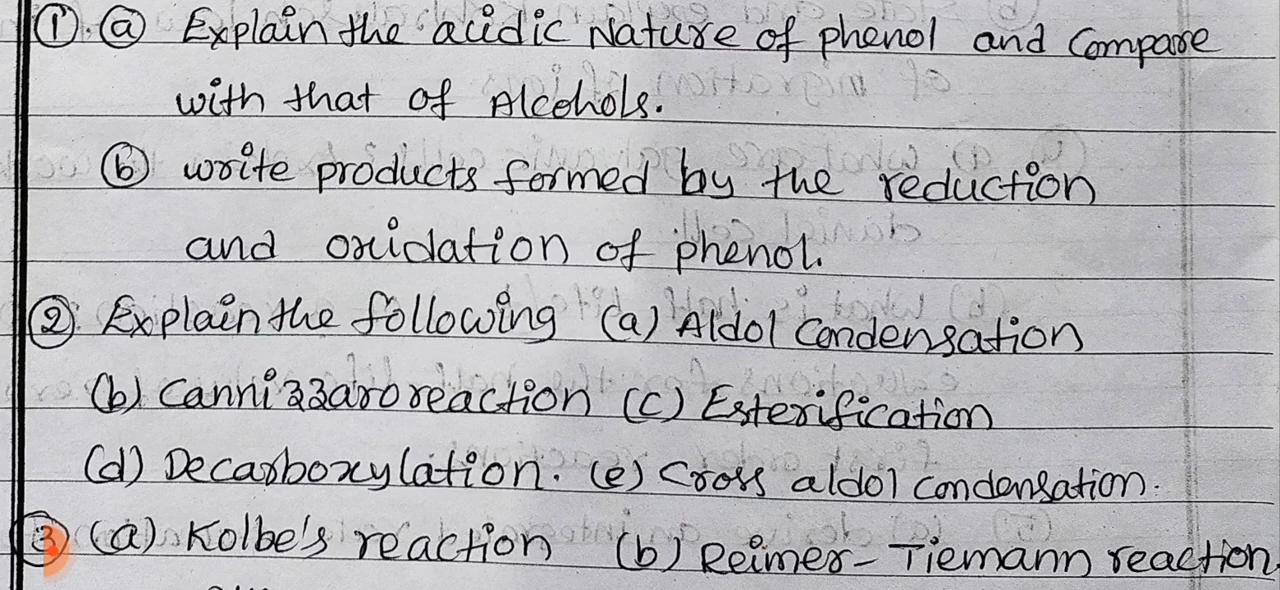 ①.ⓐ Explain the acidic Nature of phenol and Compare
with that of Alcohols.
ⓑ write products formed by the reduction
and oxidation of phenol.
② Explain the following (a) Aldol Condensation
(b) Cannizzaro reaction (c) Esterification
(d) Decarboxylation. (e) Cross aldol condensation.
③ (a) Kolbe's reaction (b) Reimer-Tiemann reaction.